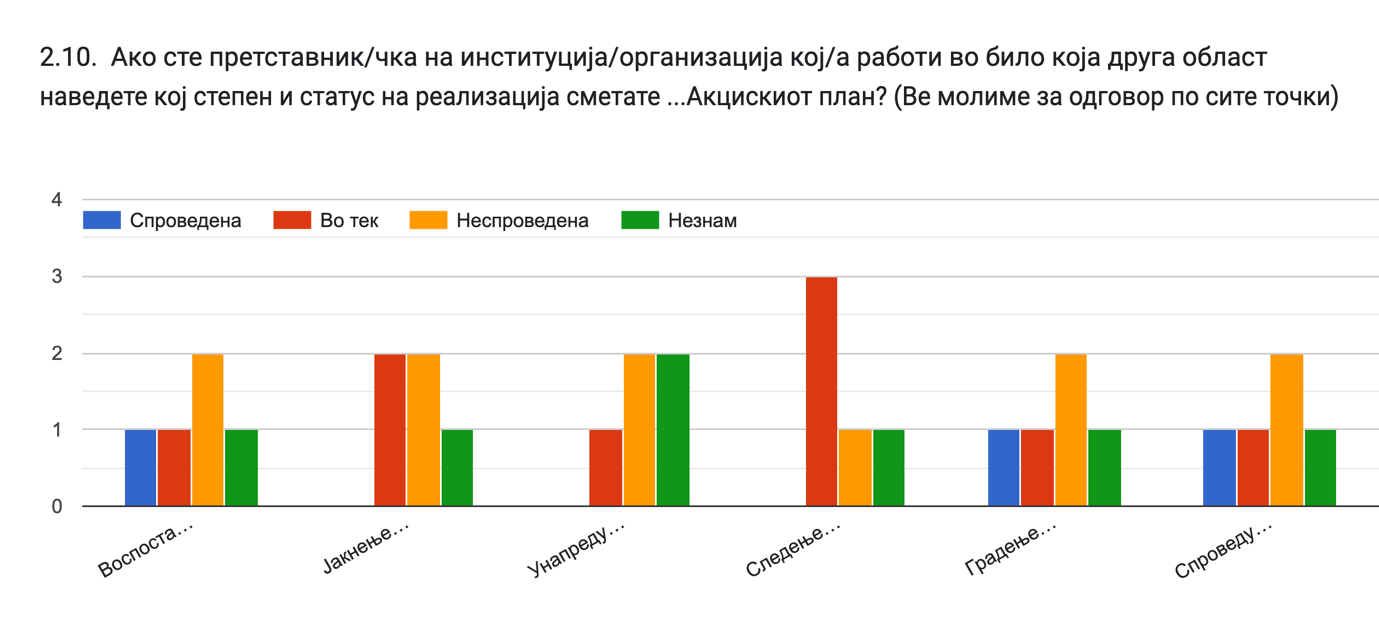 2.10. Ако сте претставник/чка на институција/организација кој/а работи во било која друга област
наведете кој степен и статус на реализација сметате ...Акцискиот план? (Ве молиме за одговор по сите точки)
4
Спроведена Во тек Неспроведена Незнам
3
2
1
0
Воспоста... Јакнење... Унапреду... Следење... Градење... Спроведу...